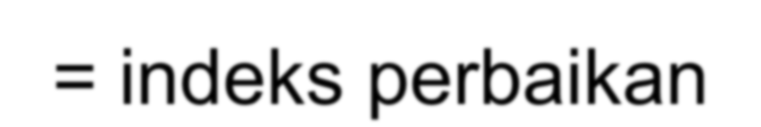 = indeks perbaikan